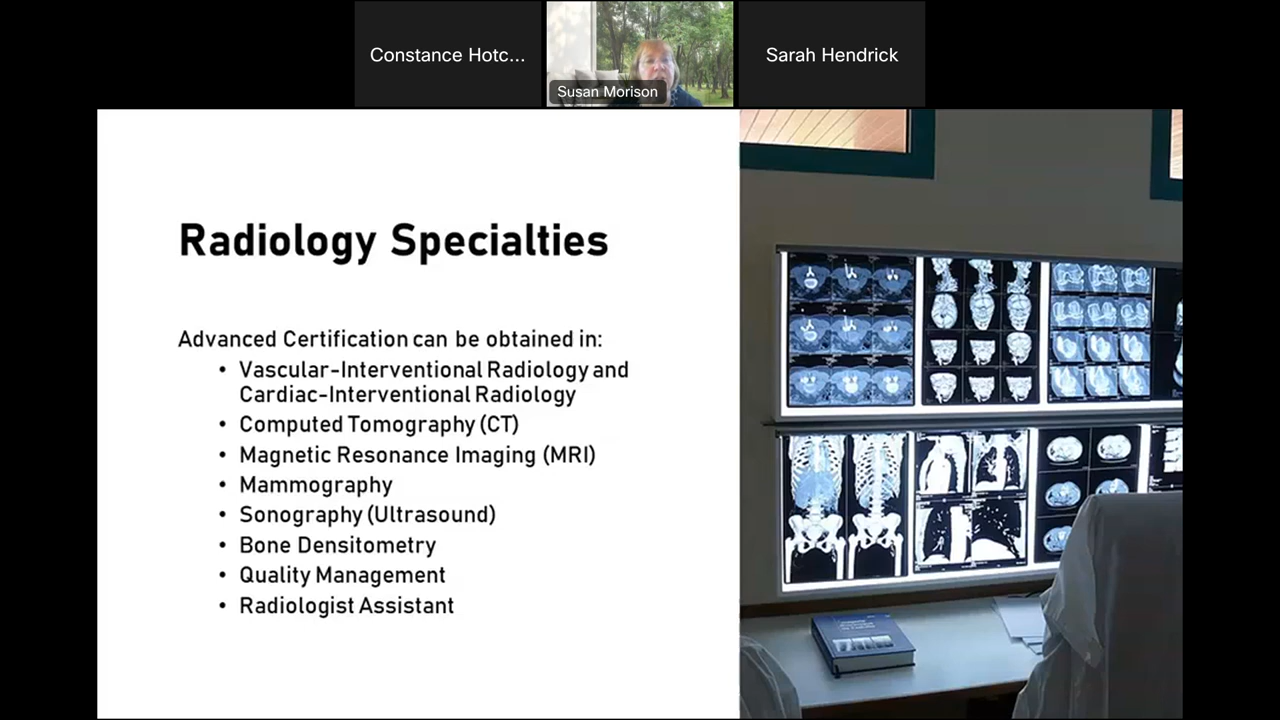 Constance Hotc...
Susan Morison
Sarah Hendrick
Radiology Specialties
Advanced Certification can be obtained in:
• Vascular-Interventional Radiology and
Cardiac-Interventional Radiology
• Computed Tomography (CT)
• Magnetic Resonance Imaging (MRI)
• Mammography
• Sonography (Ultrasound)
• Bone Densitometry
• Quality Management
• Radiologist Assistant